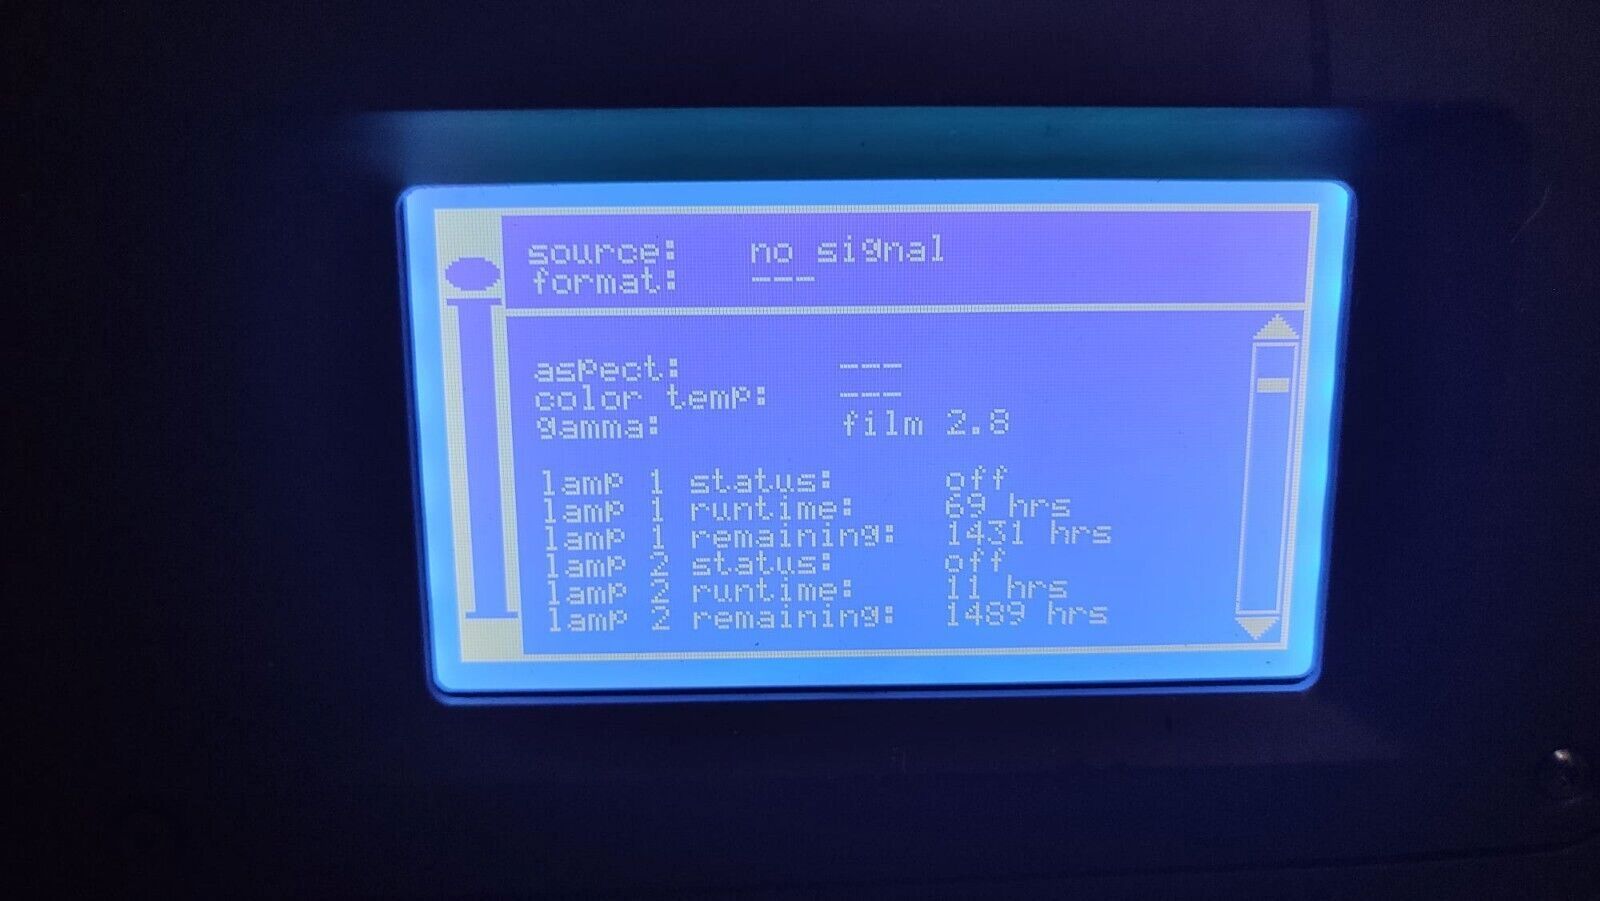 source: no signal
format: ---
aspect: ---
color temp: ---
gamma: film 2.8
lamp 1 status: off
lamp 1 runtime: 69 hrs
lamp 1 remaining: 1431 hrs
lamp 2 status: off
lamp 2 runtime: 11 hrs
lamp 2 remaining: 1489 hrs